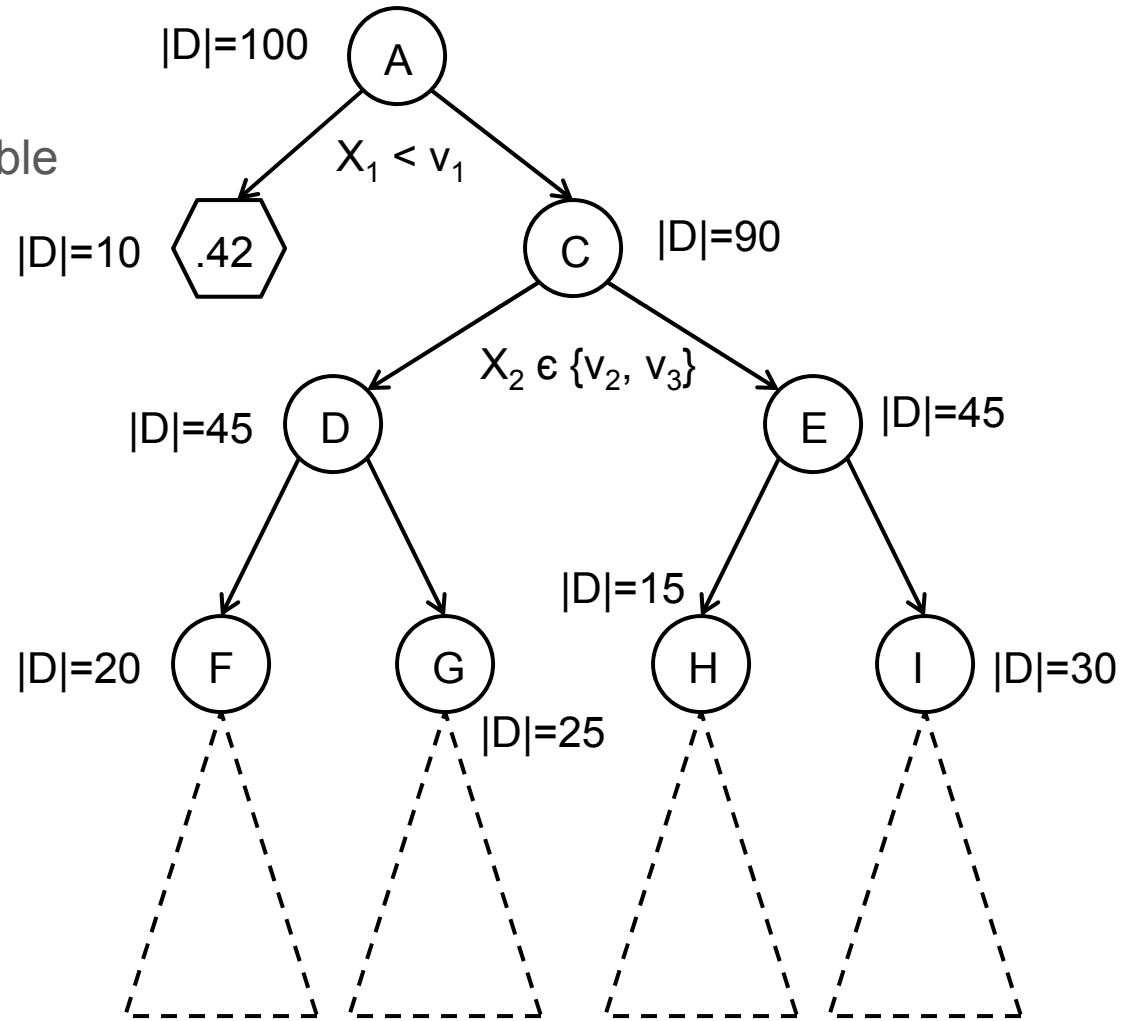 |D|=100
A
ble
X₁ < v₁
|D|=10
.42
C
|D|=90
X₂ є {v₂, v₃}
|D|=45
D
E
|D|=45
|D|=15
|D|=20
F
G
H
I
|D|=30
|D|=25